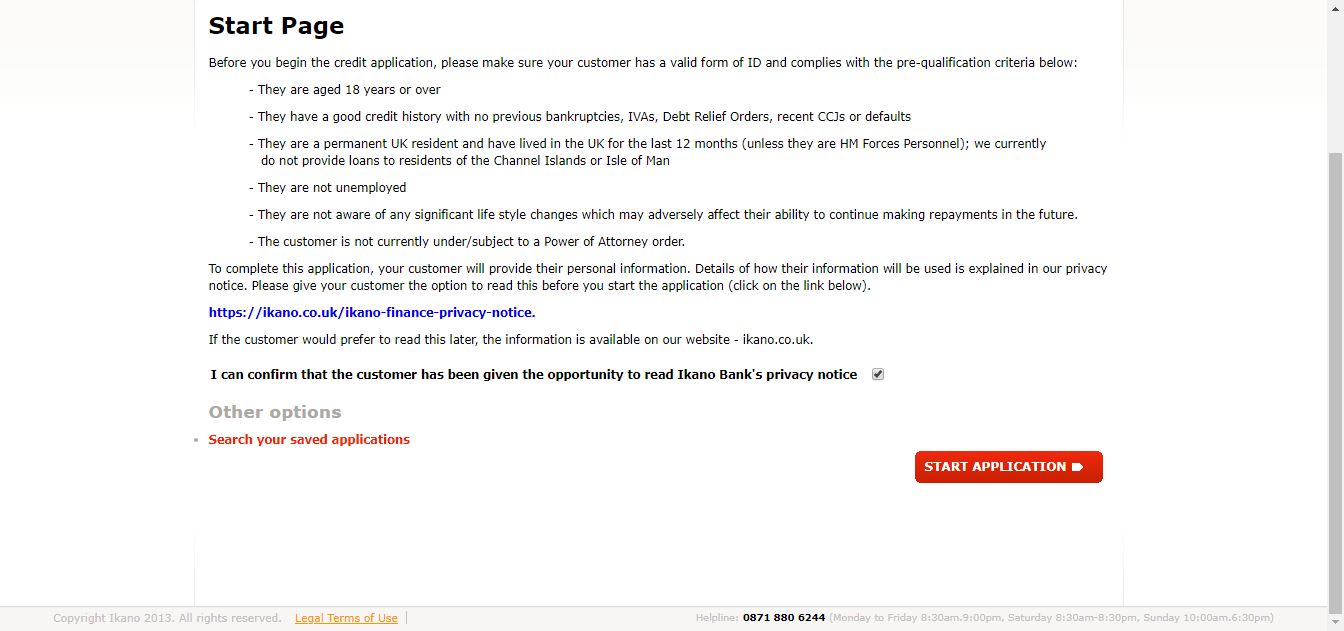 Start Page
Before you begin the credit application, please make sure your customer has a valid form of ID and complies with the pre-qualification criteria below:
- They are aged 18 years or over
- They have a good credit history with no previous bankruptcies, IVAs, Debt Relief Orders, recent CCJs or defaults
- They are a permanent UK resident and have lived in the UK for the last 12 months (unless they are HM Forces Personnel); we currently
do not provide loans to residents of the Channel Islands or Isle of Man
- They are not unemployed
- They are not aware of any significant life style changes which may adversely affect their ability to continue making repayments in the future.
- The customer is not currently under/subject to a Power of Attorney order.
To complete this application, your customer will provide their personal information. Details of how their information will be used is explained in our privacy
notice. Please give your customer the option to read this before you start the application (click on the link below).
https://ikano.co.uk/ikano-finance-privacy-notice.
If the customer would prefer to read this later, the information is available on our website - ikano.co.uk.
I can confirm that the customer has been given the opportunity to read Ikano Bank's privacy notice
Other options
Search your saved applications
START APPLICATION
Copyright Ikano 2013. All rights reserved. Legal Terms of Use
Helpline: 0871 880 6244 (Monday to Friday 8:30am.9:00pm, Saturday 8:30am-8:30pm, Sunday 10:00am.6:30pm)